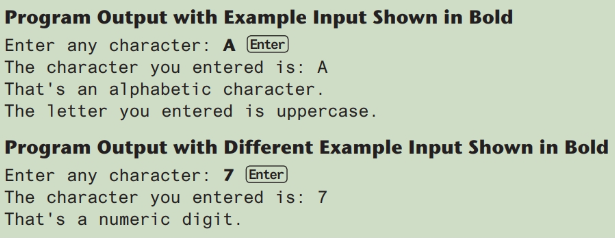 Program Output with Example Input Shown in Bold
Enter any character: A Enter
The character you entered is: A
That's an alphabetic character.
The letter you entered is uppercase.
Program Output with Different Example Input Shown in Bold
Enter any character: 7 Enter
The character you entered is: 7
That's a numeric digit.